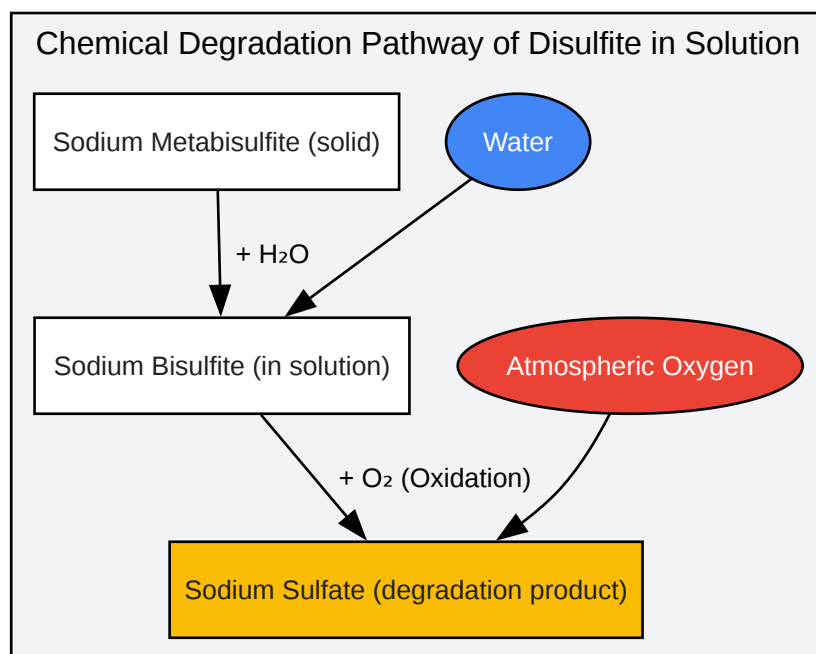 Chemical Degradation Pathway of Disulfite in Solution
Sodium Metabisulfite (solid)
Water
+ H₂O
Sodium Bisulfite (in solution)
Atmospheric Oxygen
+ O₂ (Oxidation)
Sodium Sulfate (degradation product)